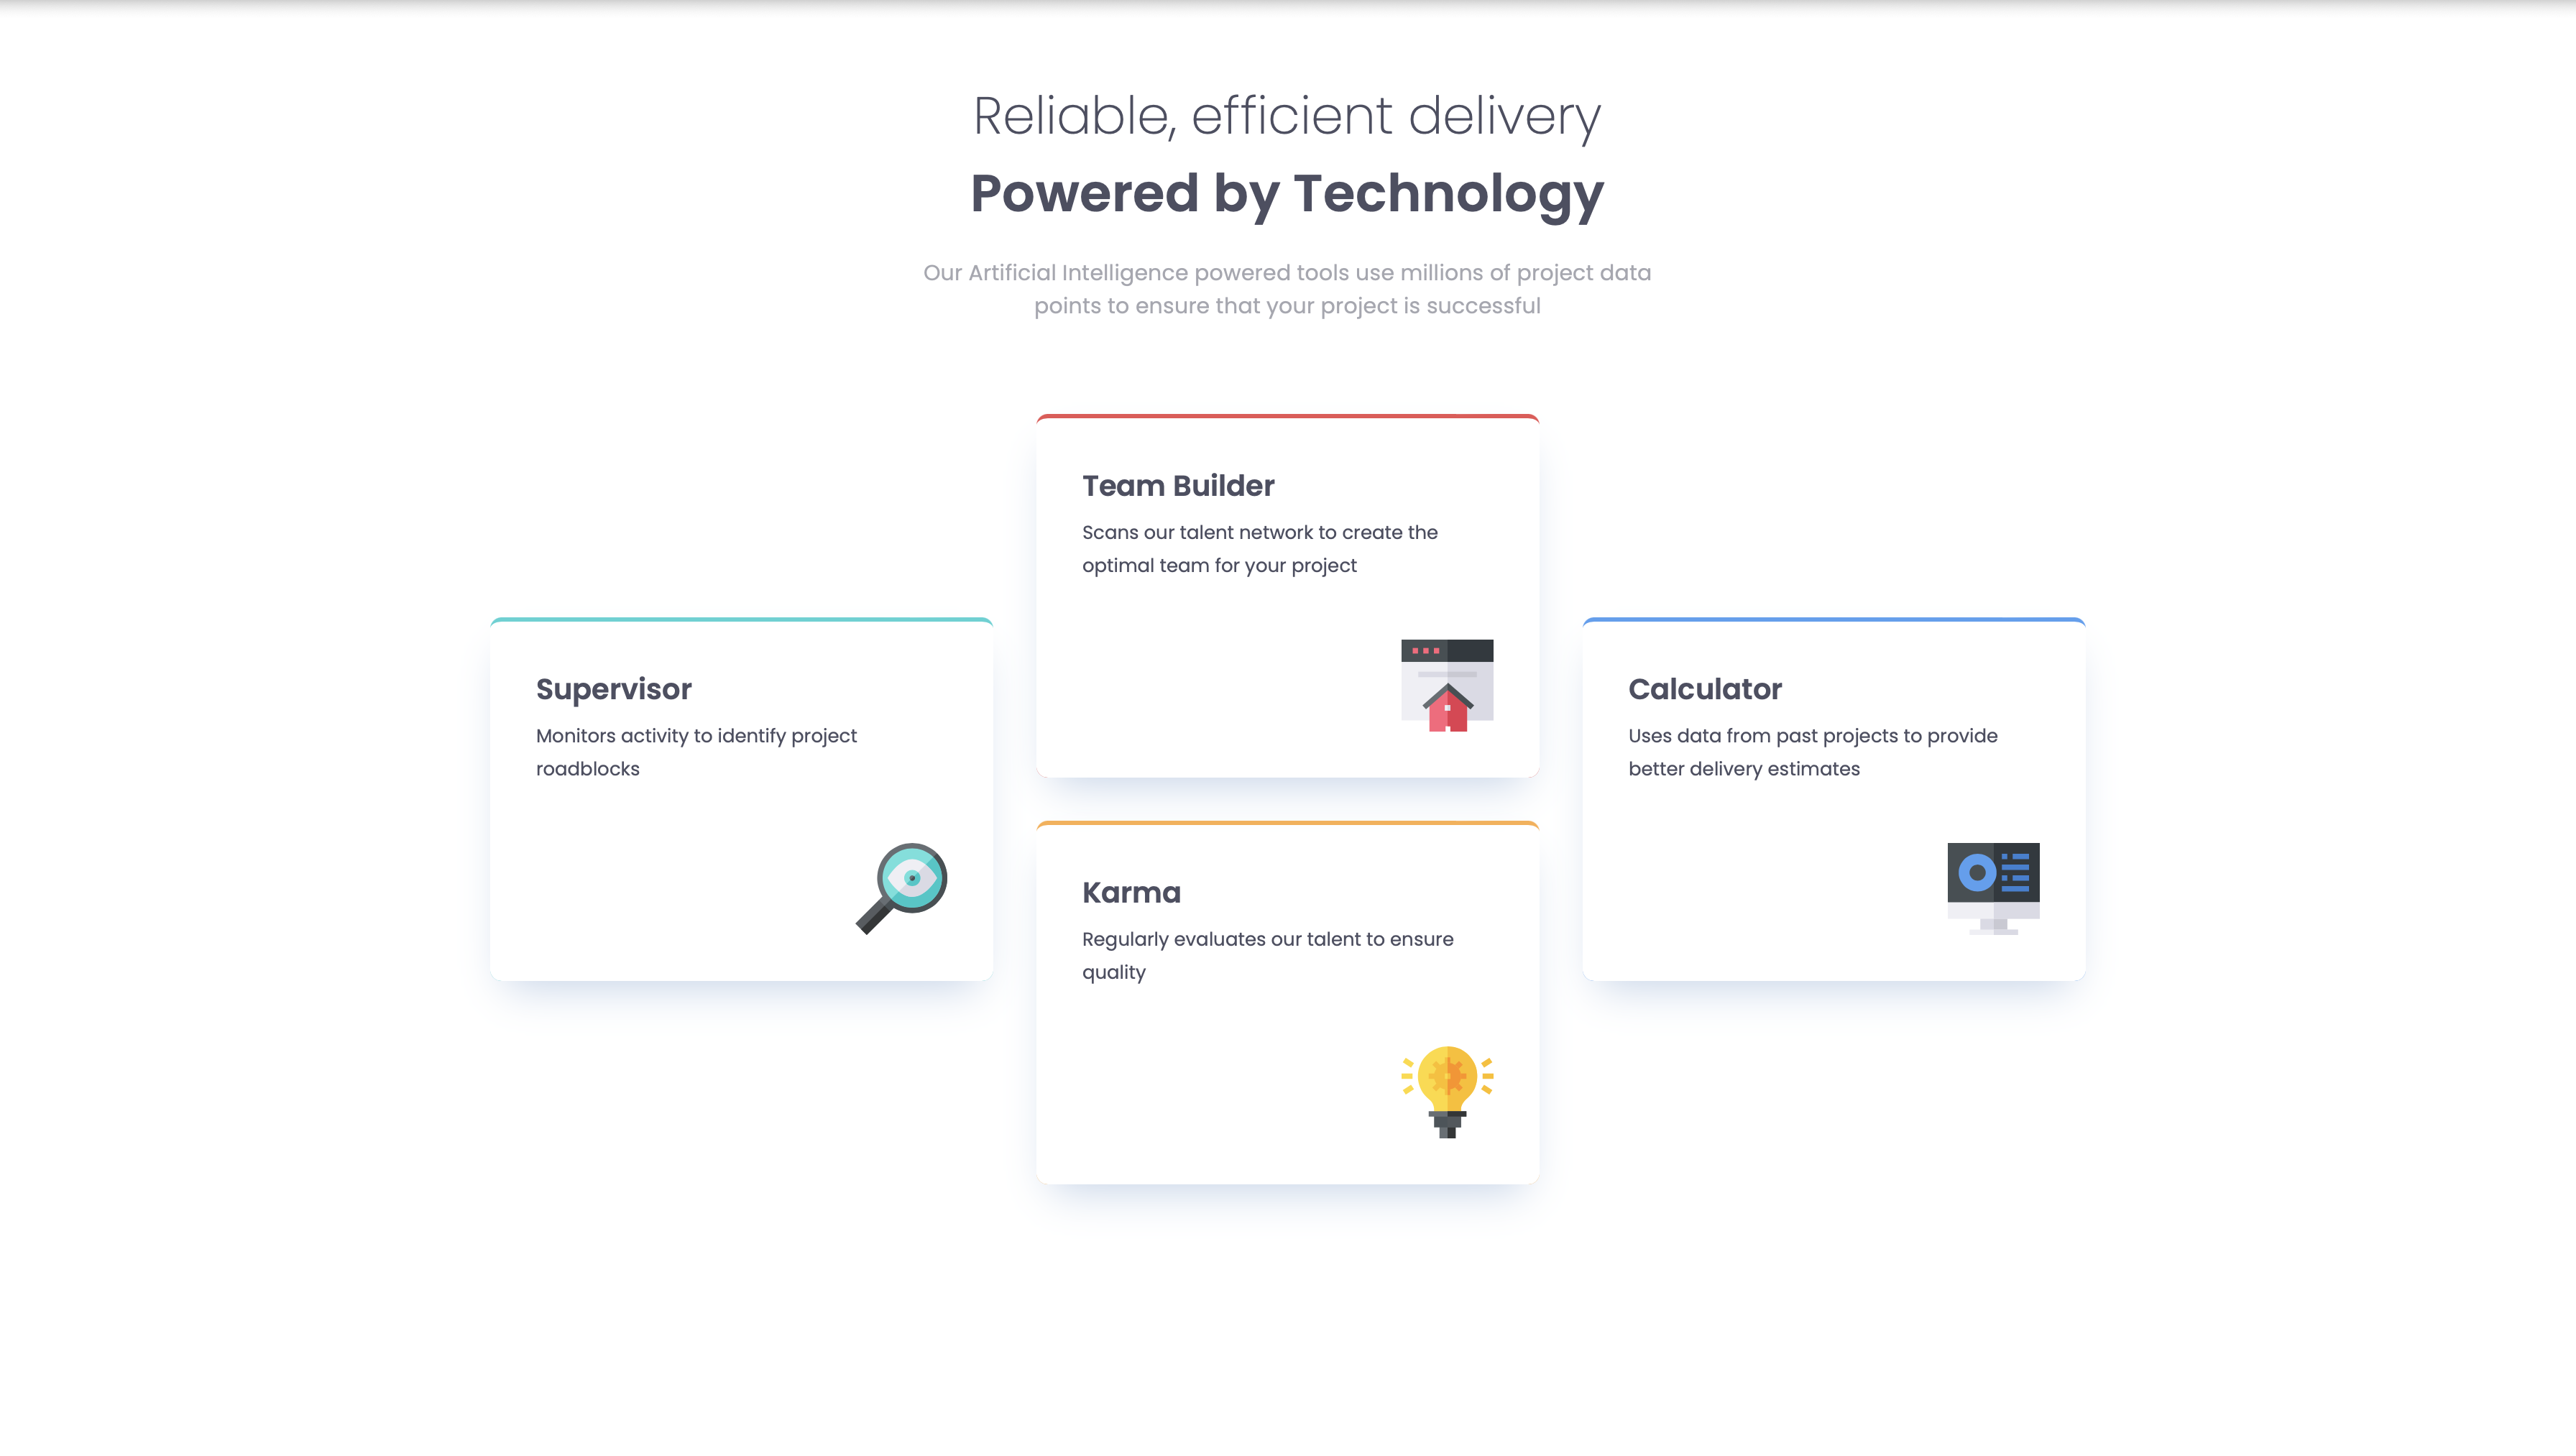 Reliable, efficient delivery
Powered by Technology
Our Artificial Intelligence powered tools use millions of project data
points to ensure that your project is successful
Team Builder
Scans our talent network to create the
optimal team for your project
Supervisor
Monitors activity to identify project
roadblocks
Calculator
Uses data from past projects to provide
better delivery estimates
Karma
Regularly evaluates our talent to ensure
quality